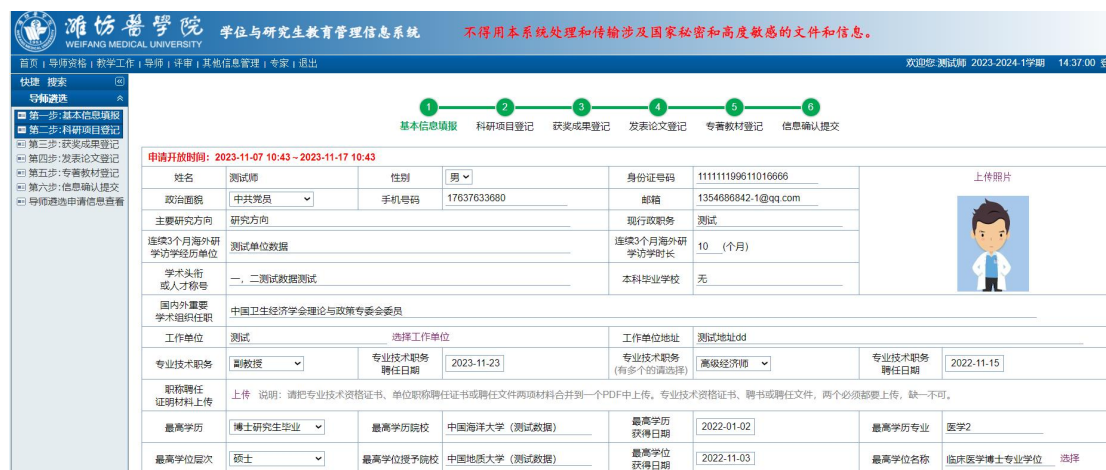 潍坊医学院 学位与研究生教育管理信息系统 不得用本系统处理和传输涉及国家秘密和高度敏感的文件和信息。
WEIFANG MEDICAL UNIVERSITY
首页 | 导师资格 | 教学工作 | 导师 | 评审 | 其他信息管理 | 专家 | 退出 欢迎您:测试师 2023-2024-1学期 14:37:00 登
快捷 搜索
导师遴选
第一步:基本信息填报
第二步:科研项目登记
第三步:获奖成果登记
第四步:发表论文登记
第五步:专著教材登记
第六步:信息确认提交
导师遴选申请信息查看
1 2 3 4 5 6
基本信息填报 科研项目登记 获奖成果登记 发表论文登记 专著教材登记 信息确认提交
申请开放时间：2023-11-07 10:43 ~ 2023-11-17 10:43
姓名 测试师 性别 男 身份证号码 111111199611016666 上传照片
政治面貌 中共党员 手机号码 17637633680 邮箱 1354686842-1@qq.com
主要研究方向 研究方向 现行政职务 测试
连续3个月海外研
学访学经历单位 测试单位数据 连续3个月海外研
学访学时长 10 (个月)
学术头衔
或人才称号 一，二测试数据测试 本科毕业学校 无
国内外重要
学术组织任职 中国卫生经济学会理论与政策专委会委员
工作单位 测试 选择工作单位 工作单位地址 测试地址dd
专业技术职务 副教授 专业技术职务
聘任日期 2023-11-23 专业技术职务
(有多个的请选择) 高级经济师 专业技术职务
聘任日期 2022-11-15
职称聘任
证明材料上传 上传 说明：请把专业技术资格证书、单位职称聘任证书或聘任文件两项材料合并到一个PDF中上传。专业技术资格证书、聘书或聘任文件，两个必须都要上传，缺一不可。
最高学历 博士研究生毕业 最高学历院校 中国海洋大学（测试数据） 最高学历
获得日期 2022-01-02 最高学历专业 医学2
最高学位层次 硕士 最高学位授予院校 中国地质大学（测试数据） 最高学位
获得日期 2022-11-03 最高学位名称 临床医学博士专业学位 选择